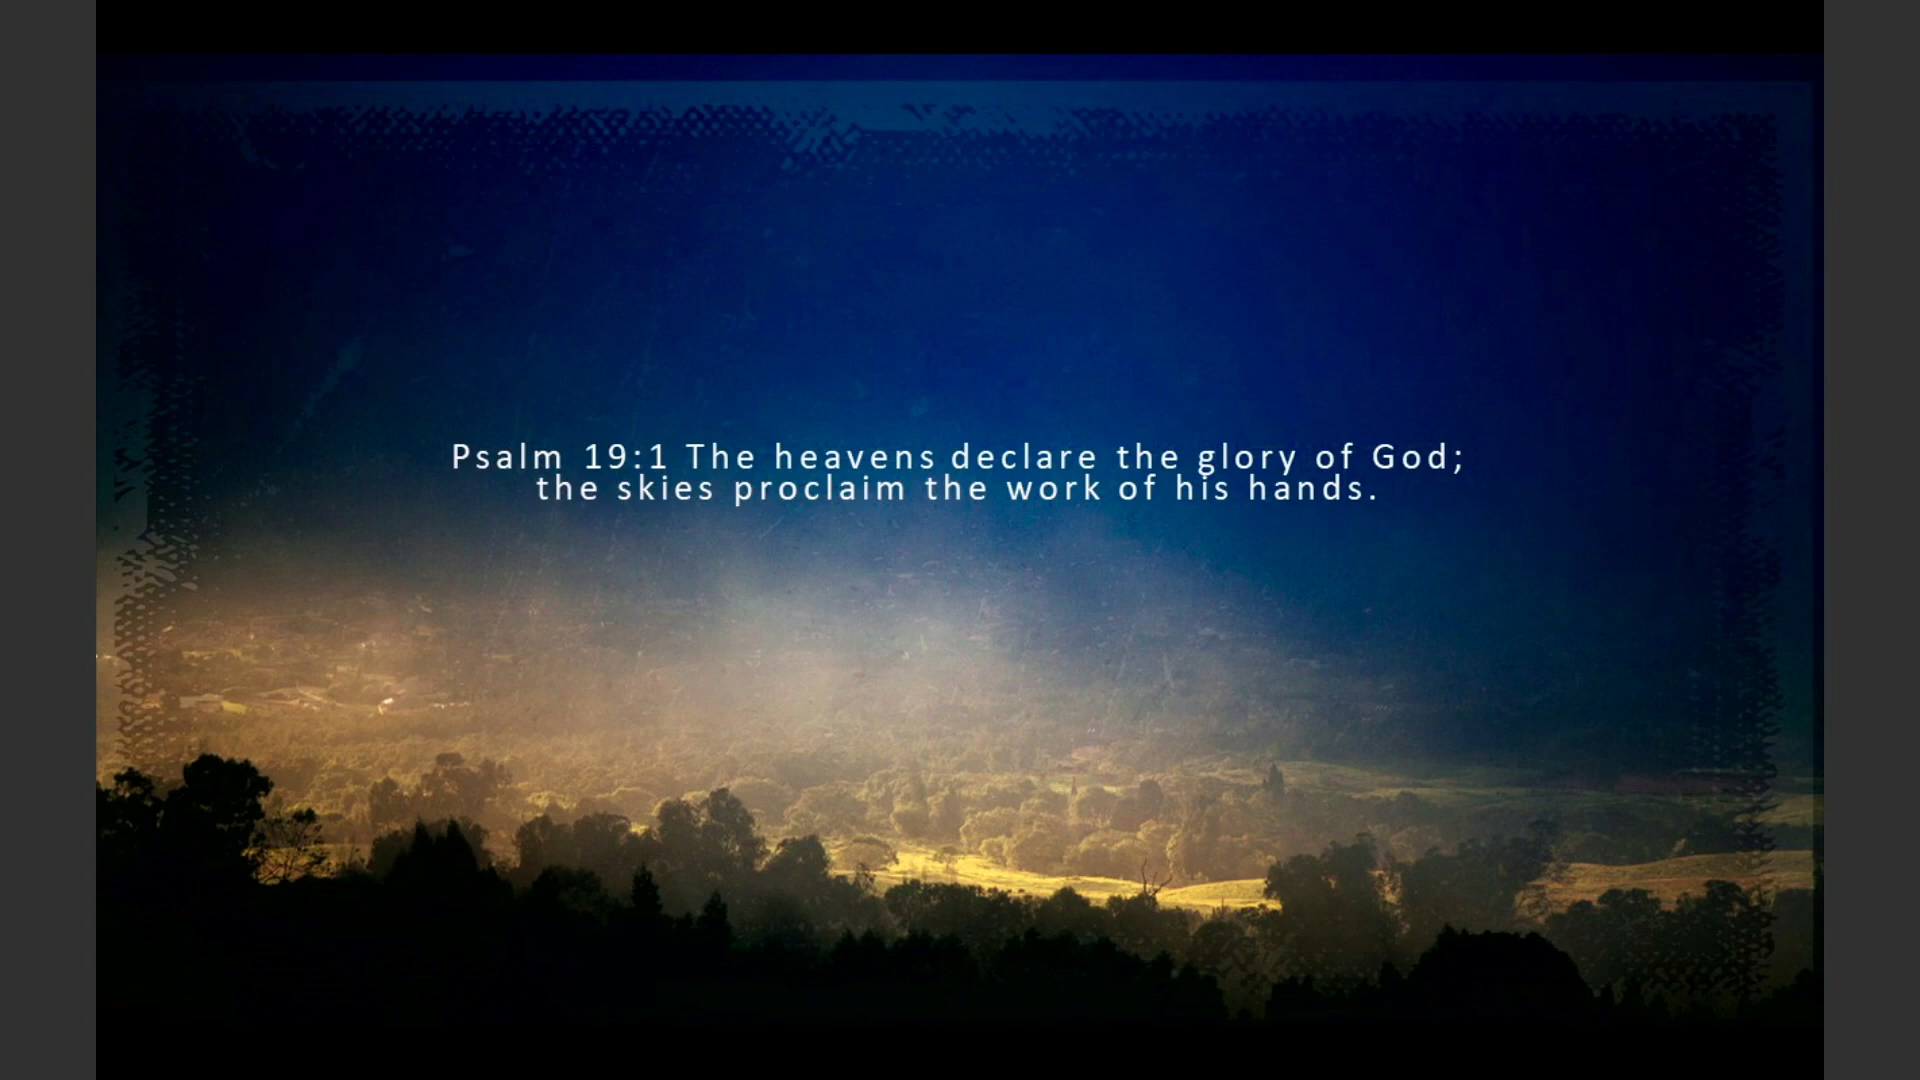 Psalm 19:1 The heavens declare the glory of God;
the skies proclaim the work of his hands.